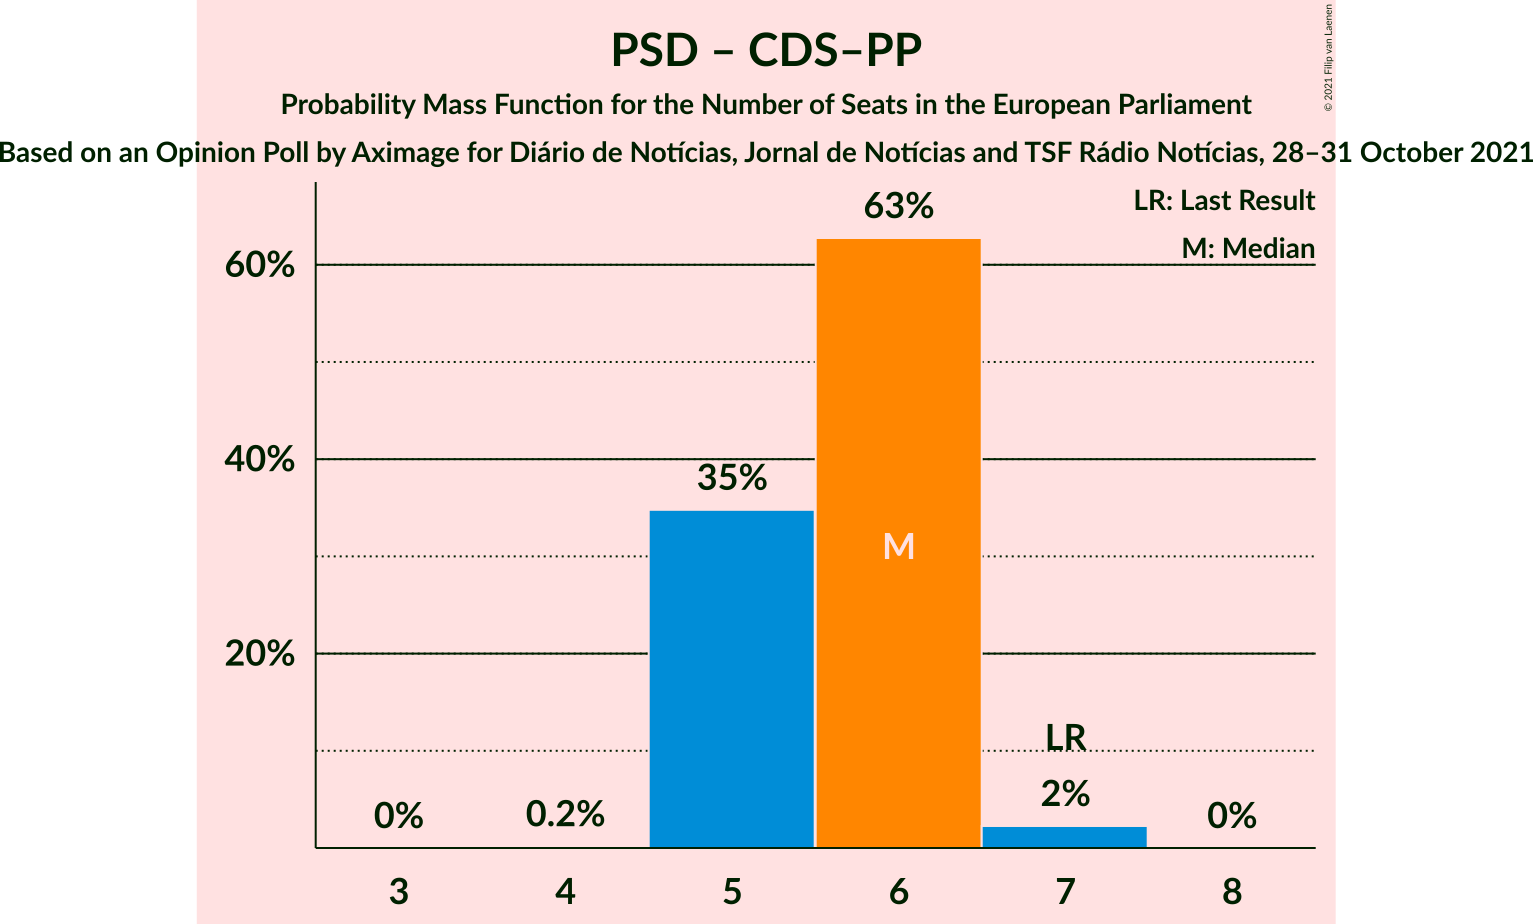 PSD – CDS–PP
Probability Mass Function for the Number of Seats in the European Parliament
Based on an Opinion Poll by Aximage for Diário de Notícias, Jornal de Notícias and TSF Rádio Notícias, 28–31 October 2021
© 2021 Filip van Laenen
LR: Last Result
M: Median
60%
40%
20%
0%
0.2%
35%
63%
M
LR
2%
0%
3
4
5
6
7
8